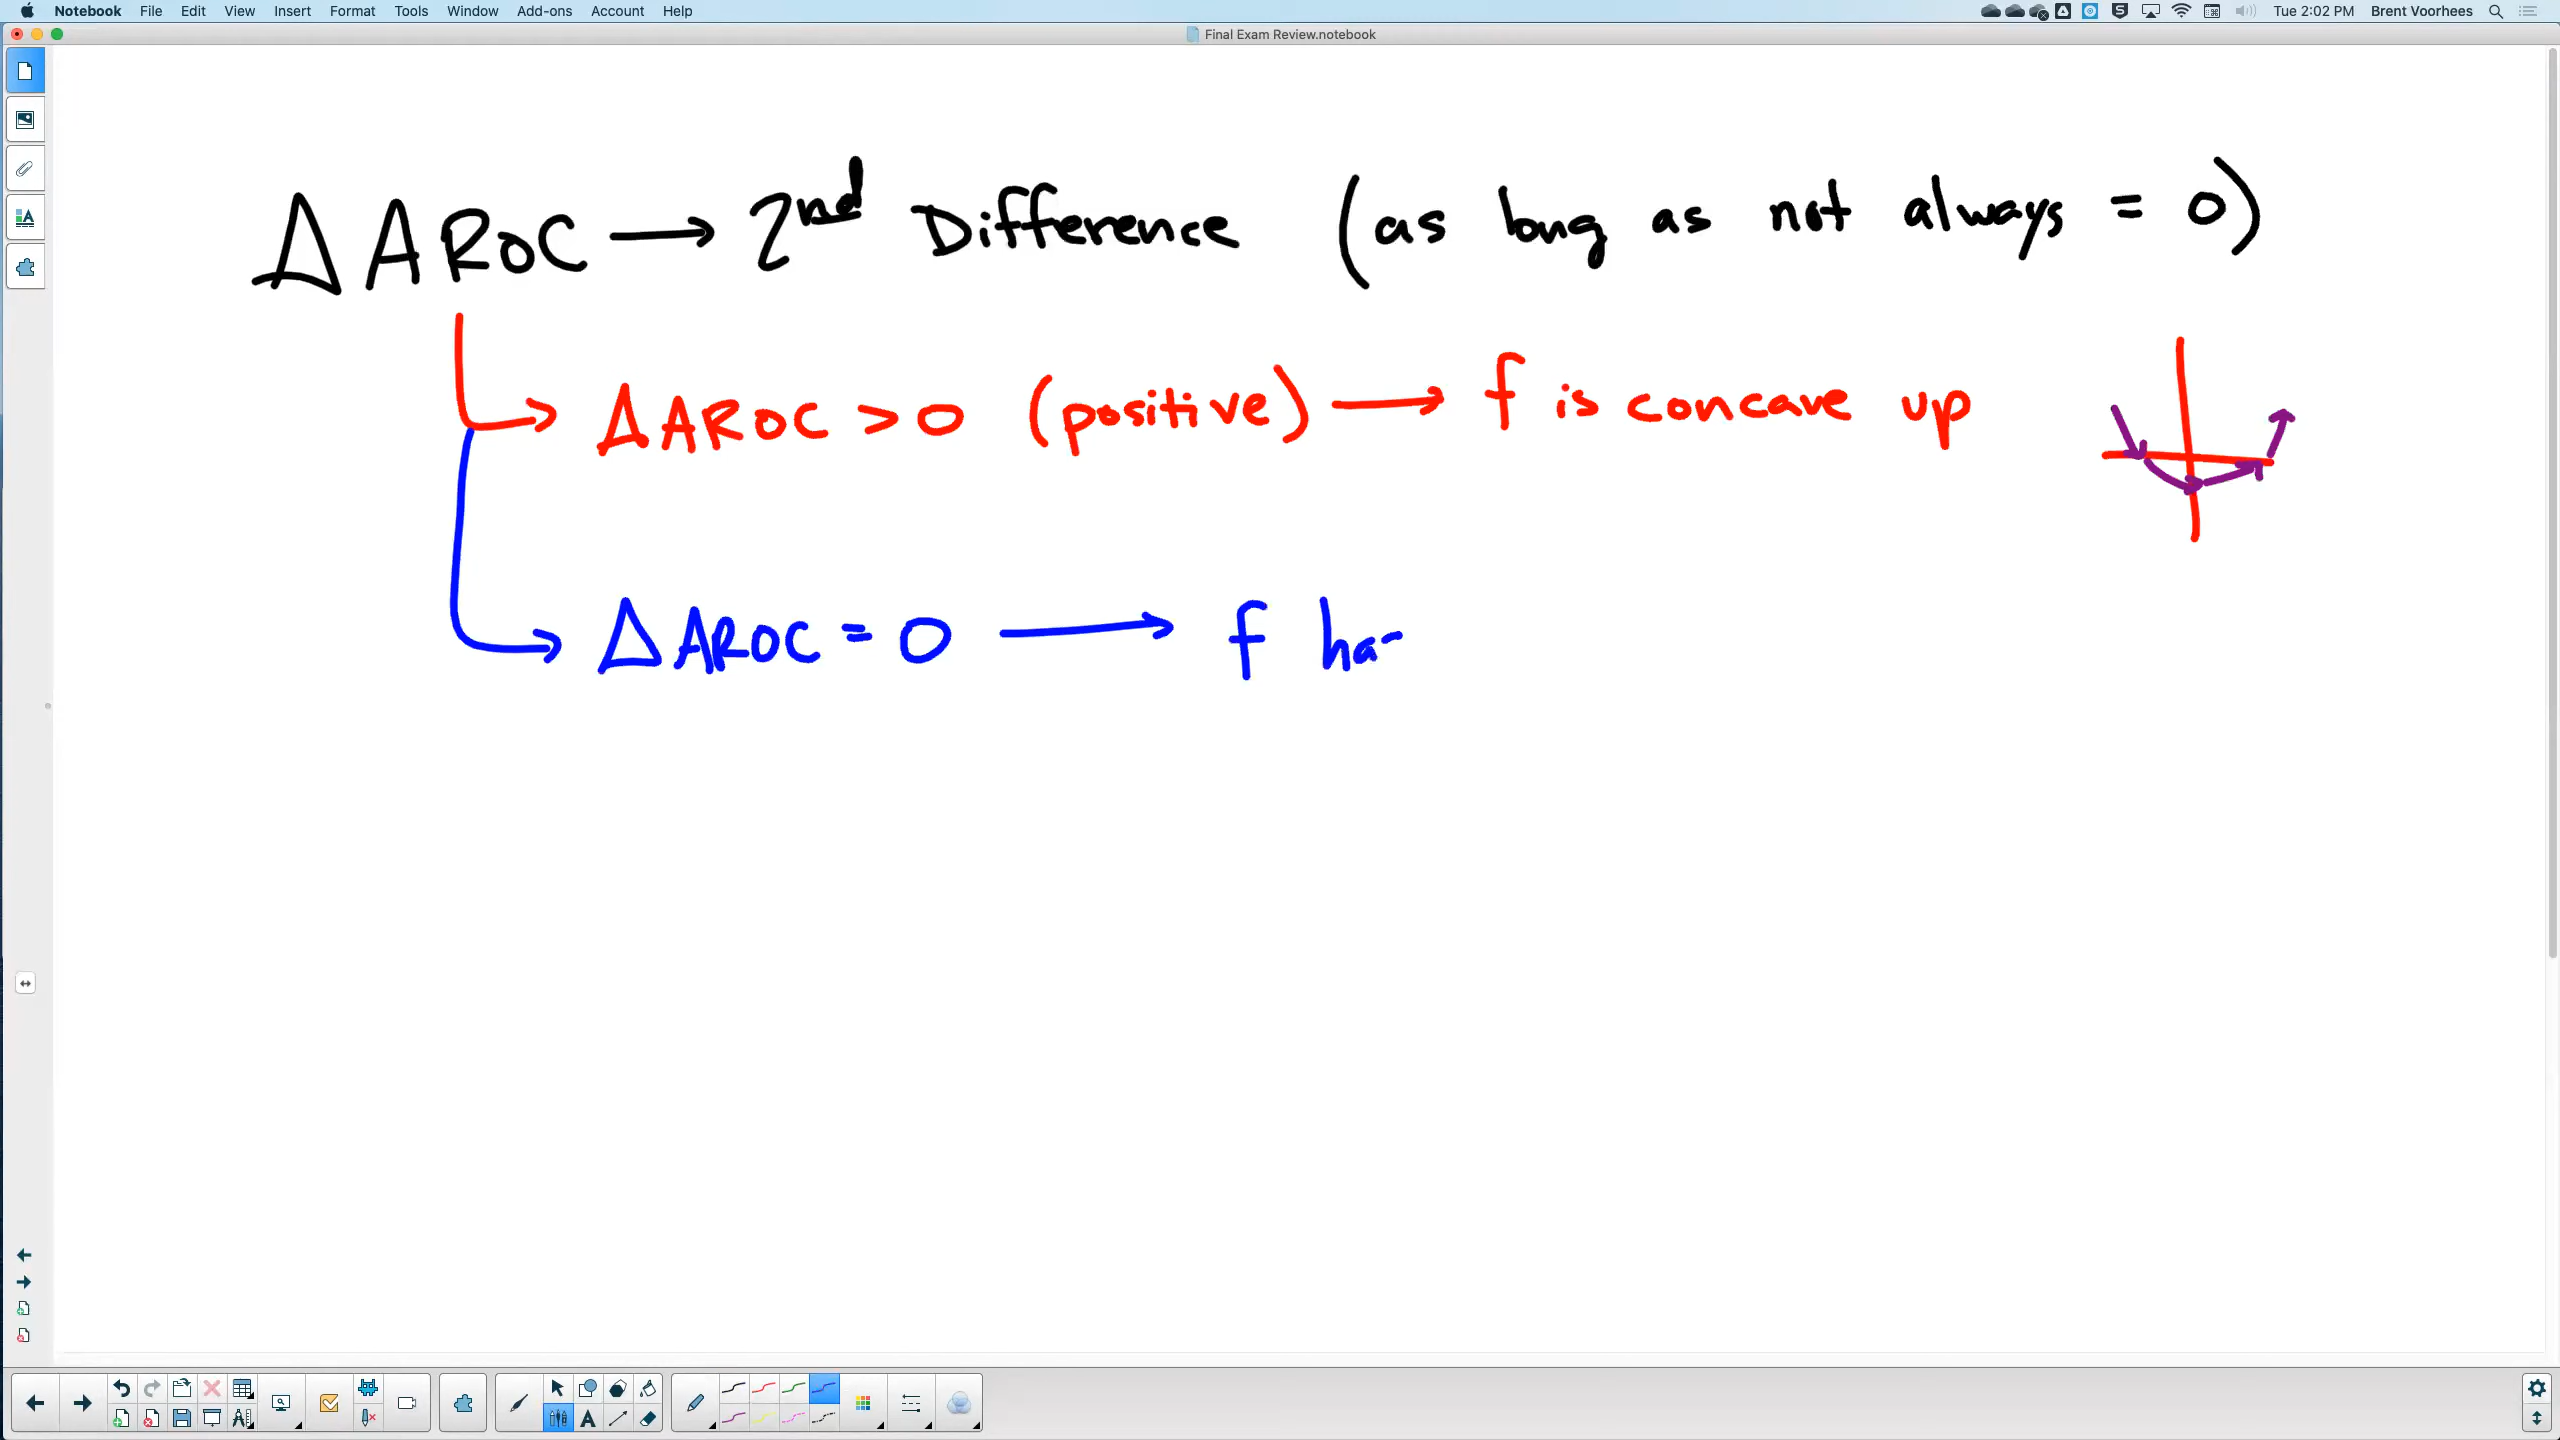 Notebook File Edit View Insert Format Tools Window Add-ons Account Help Tue 2:02 PM Brent Voorhees
Final Exam Review.notebook
ΔAROC → 2nd Difference (as long as not always = 0)
ΔAROC > 0 (positive) → f is concave up
ΔAROC = 0 → f ha